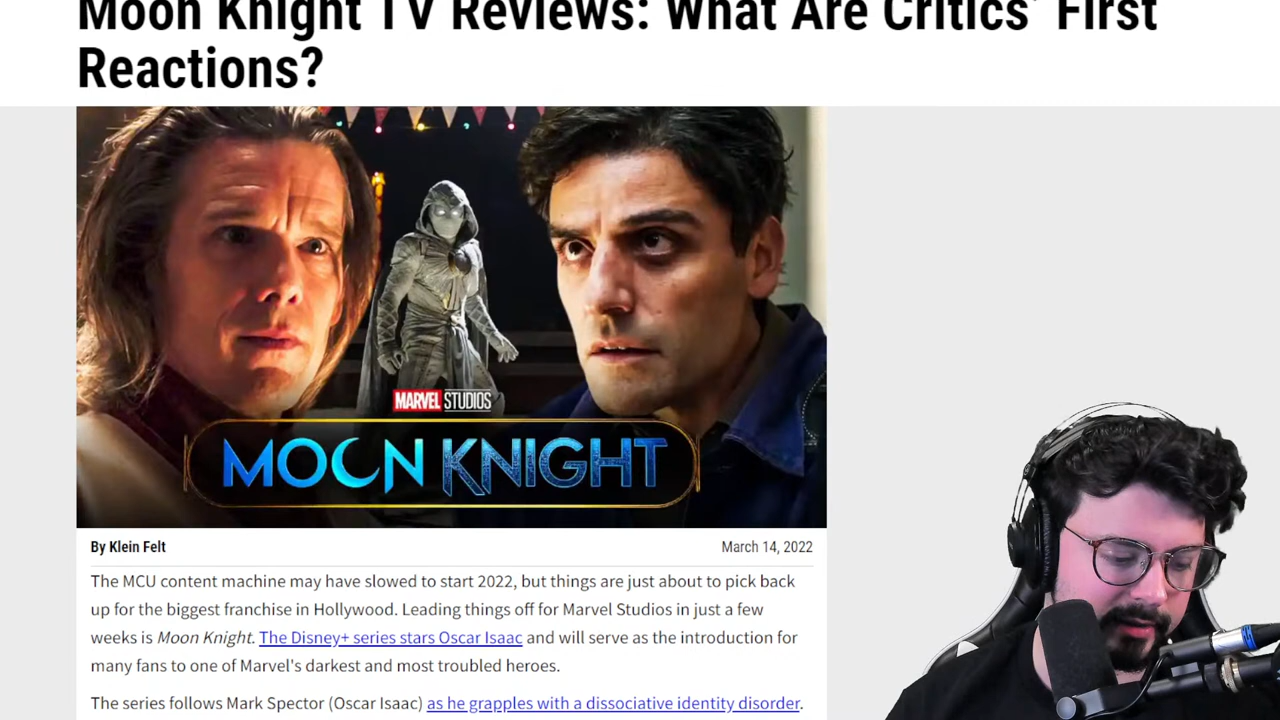 Moon Knight TV Reviews: What Are Critics' First
Reactions?
MARVEL STUDIOS
MOON KNIGHT
By Klein Felt
March 14, 2022
The MCU content machine may have slowed to start 2022, but things are just about to pick back
up for the biggest franchise in Hollywood. Leading things off for Marvel Studios in just a few
weeks is Moon Knight. The Disney+ series stars Oscar Isaac and will serve as the introduction for
many fans to one of Marvel's darkest and most troubled heroes.
The series follows Mark Spector (Oscar Isaac) as he grapples with a dissociative identity disorder.